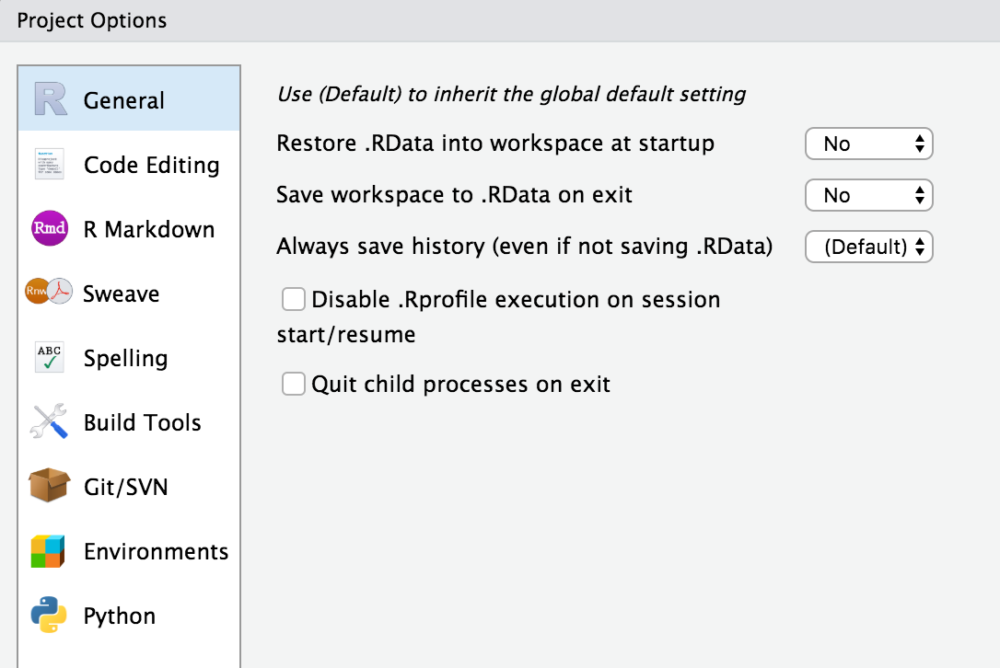 Project Options
General
Code Editing
Rmd
R Markdown
Rnw
Sweave
ABC
Spelling
Build Tools
Git/SVN
Environments
Python
Use (Default) to inherit the global default setting
Restore .RData into workspace at startup No
Save workspace to .RData on exit No
Always save history (even if not saving .RData) (Default)
Disable .Rprofile execution on session
start/resume
Quit child processes on exit